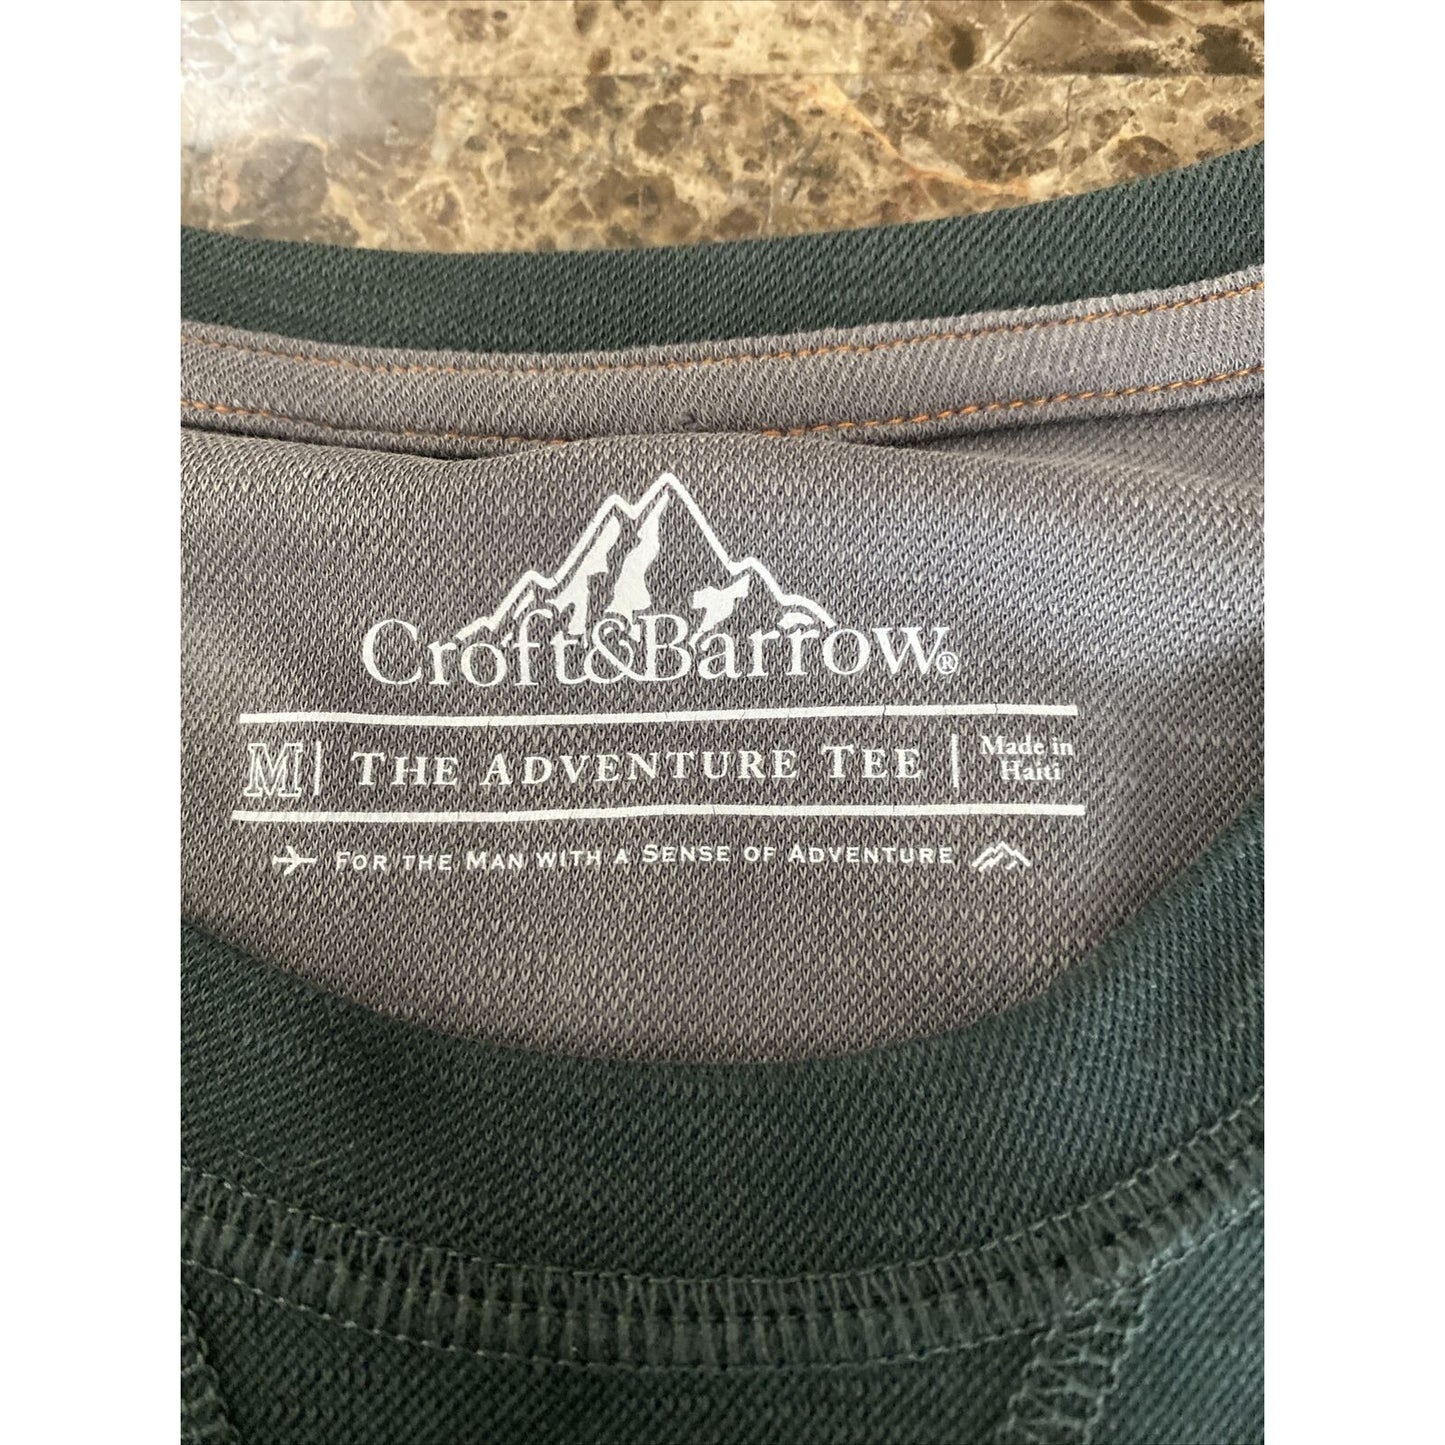 Croft&Barrow®
M | THE ADVENTURE TEE | Made in
Haiti
FOR THE MAN WITH A SENSE OF ADVENTURE